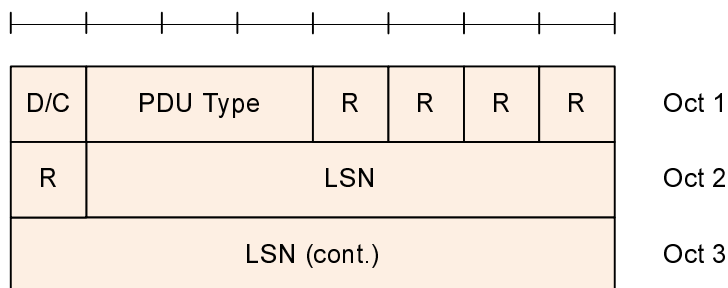 D/C PDU Type R R R R Oct 1
R LSN Oct 2
LSN (cont.) Oct 3